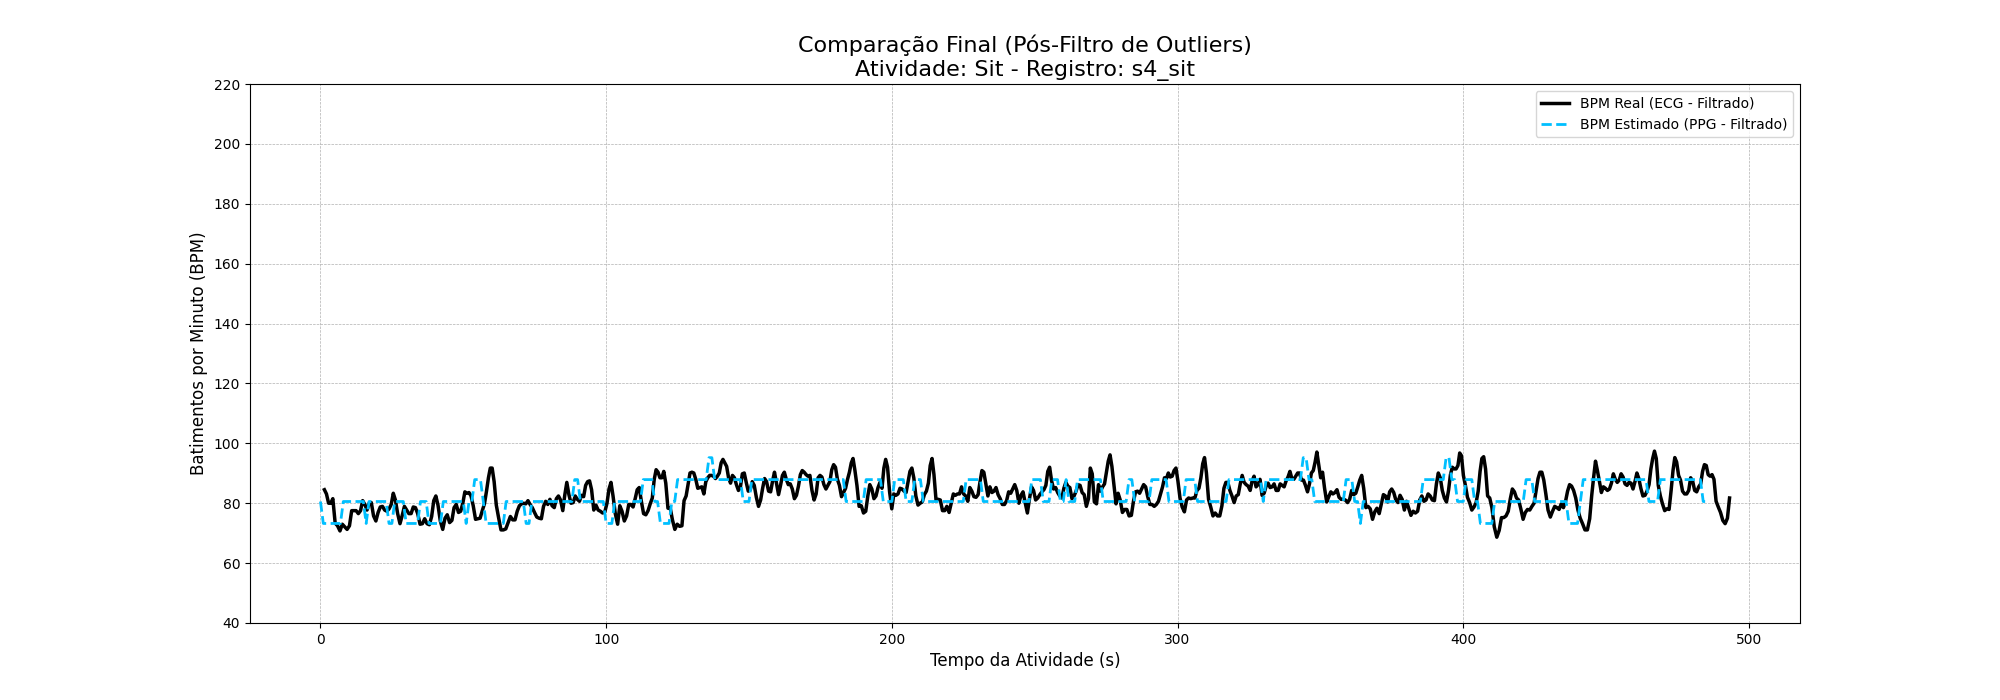 Comparação Final (Pós-Filtro de Outliers)
Atividade: Sit - Registro: s4_sit
BPM Real (ECG - Filtrado)
BPM Estimado (PPG - Filtrado)
Batimentos por Minuto (BPM)
220
200
180
160
140
120
100
80
60
40
0 100 200 300 400 500
Tempo da Atividade (s)